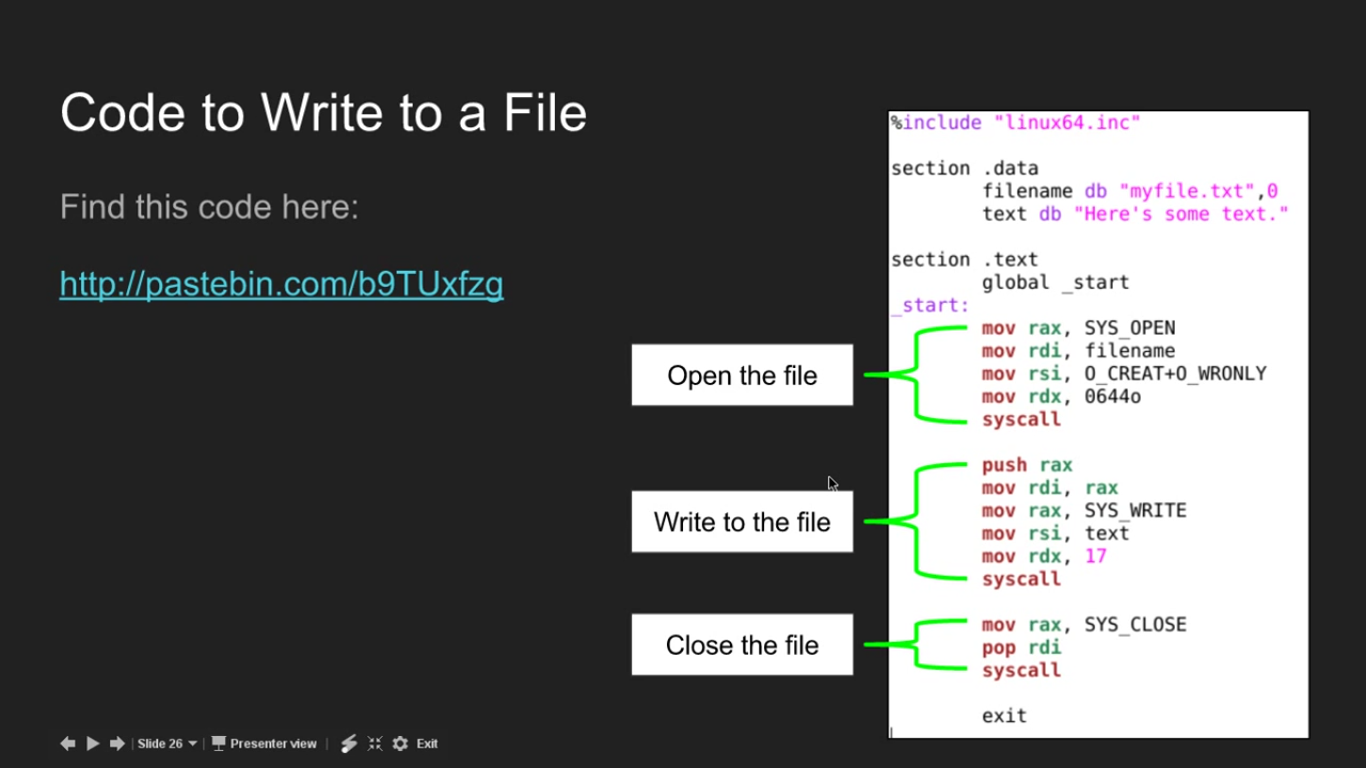 Code to Write to a File
Find this code here:
http://pastebin.com/b9TUxfzg
Open the file
Write to the file
Close the file
%include "linux64.inc"
section .data
filename db "myfile.txt",0
text db "Here's some text."
section .text
global _start
_start:
mov rax, SYS_OPEN
mov rdi, filename
mov rsi, O_CREAT+O_WRONLY
mov rdx, 0644o
syscall
push rax
mov rdi, rax
mov rax, SYS_WRITE
mov rsi, text
mov rdx, 17
syscall
mov rax, SYS_CLOSE
pop rdi
syscall
exit
Slide 26
Presenter view
Exit